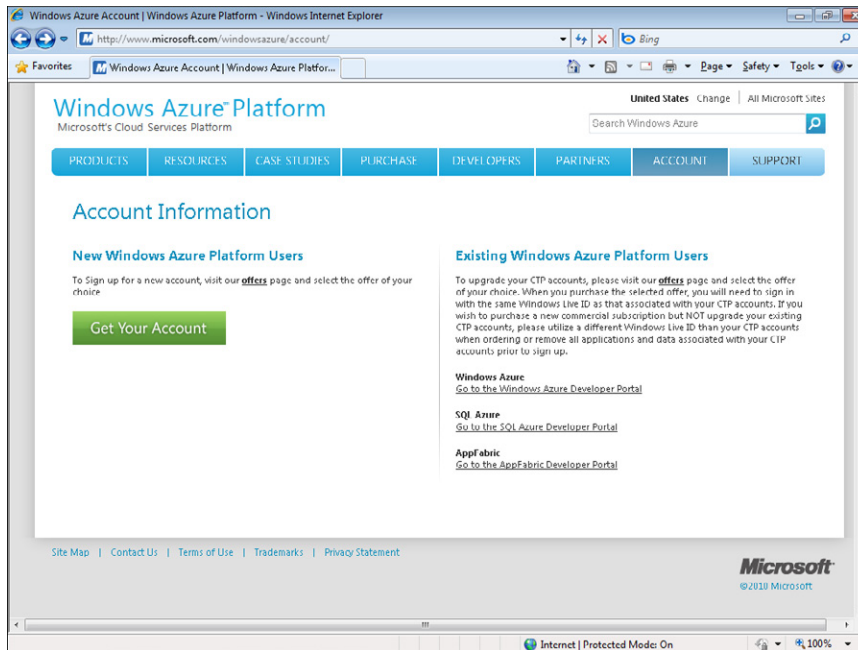 Windows Azure Account | Windows Azure Platform - Windows Internet Explorer
http://www.microsoft.com/windowsazure/account/
Bing
Favorites
Windows Azure Account | Windows Azure Platfor...
Page
Safety
Tools
United States Change | All Microsoft Sites
Windows Azure™ Platform
Microsoft's Cloud Services Platform
Search Windows Azure
PRODUCTS RESOURCES CASE STUDIES PURCHASE DEVELOPERS PARTNERS ACCOUNT SUPPORT
Account Information
New Windows Azure Platform Users
To Sign up for a new account, visit our offers page and select the offer of your
choice
Get Your Account
Existing Windows Azure Platform Users
To upgrade your CTP accounts, please visit our offers page and select the offer
of your choice. When you purchase the selected offer, you will
need to sign in
with the same Windows Live ID as that associated with your CTP accounts. If you
wish to purchase a new commercial subscription but NOT upgrade your existing
CTP accounts, please utilize a different Windows Live ID than your CTP accounts
when ordering or remove all applications and data associated with your CTP
accounts prior to sign up.
Windows Azure
Go to the Windows Azure Developer Portal
SQL Azure
Go to the SQL Azure Developer Portal
AppFabric
Go to the AppFabric Developer Portal
Site Map | Contact Us | Terms of Use | Trademarks | Privacy Statement
Microsoft
©2010 Microsoft
Internet | Protected Mode: On
100%